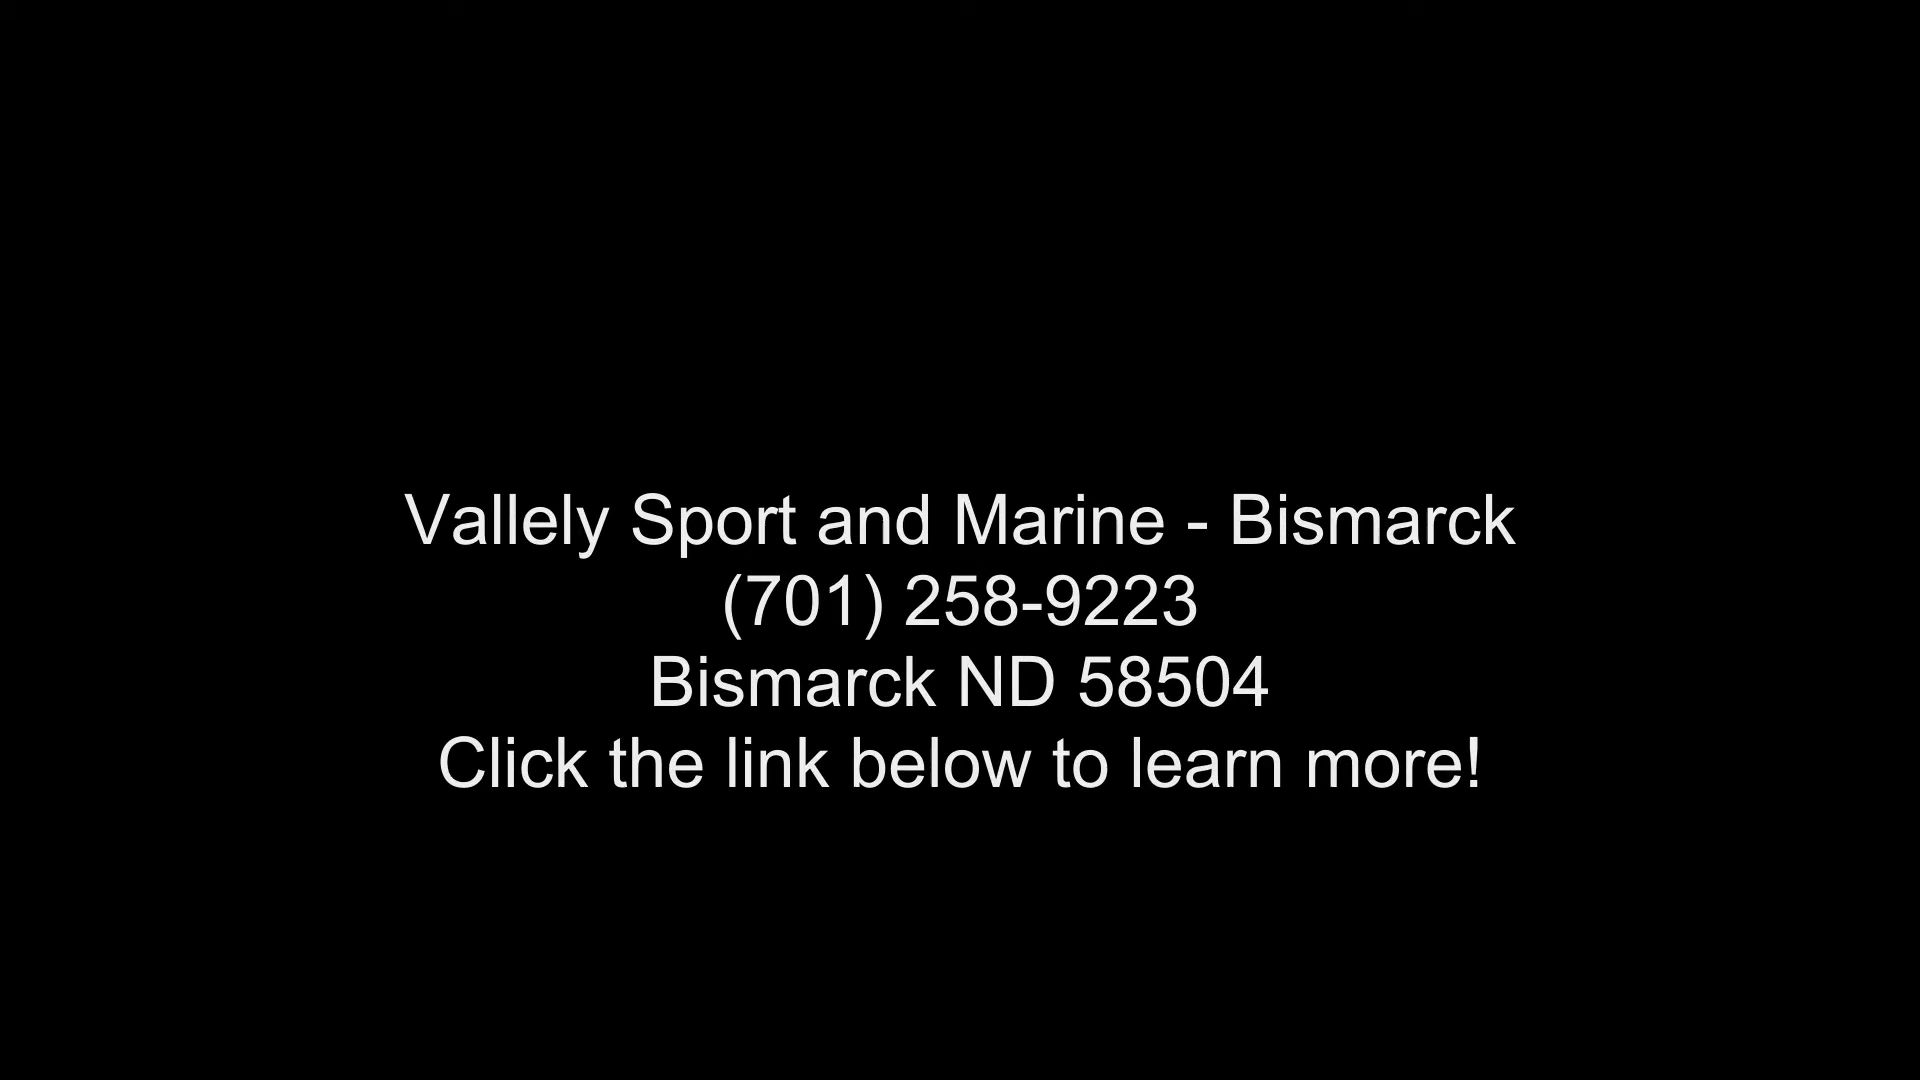 Vallely Sport and Marine - Bismarck
(701) 258-9223
Bismarck ND 58504
Click the link below to learn more!